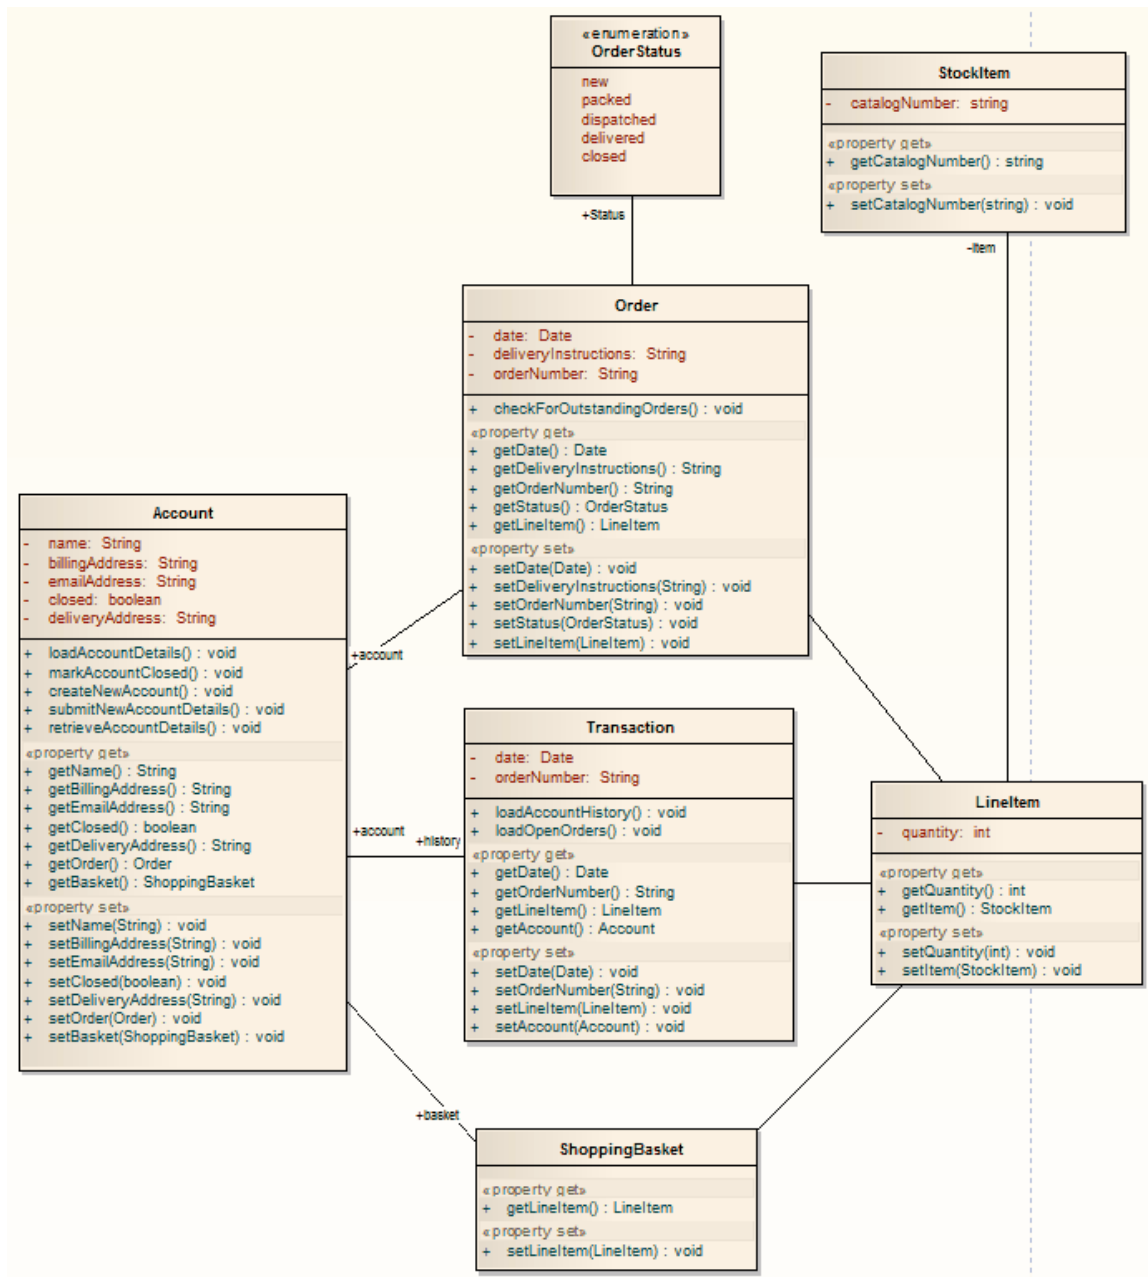 «enumeration»
OrderStatus
new
packed
dispatched
delivered
closed
+Status
StockItem
- catalogNumber: string
«property get»
+ getCatalogNumber() : string
«property set»
+ setCatalogNumber(string) : void
-Item
Order
- date: Date
- deliveryInstructions: String
- orderNumber: String
+ checkForOutstandingOrders() : void
«property get»
+ getDate() : Date
+ getDeliveryInstructions() : String
+ getOrderNumber() : String
+ getStatus() : OrderStatus
+ getLineItem() : LineItem
«property set»
+ setDate(Date) : void
+ setDeliveryInstructions(String) : void
+ setOrderNumber(String) : void
+ setStatus(OrderStatus) : void
+ setLineItem(LineItem) : void
Account
- name: String
- billingAddress: String
- emailAddress: String
- closed: boolean
- deliveryAddress: String
+ loadAccountDetails() : void
+ markAccountClosed() : void
+ createNewAccount() : void
+ submitNewAccountDetails() : void
+ retrieveAccountDetails() : void
«property get»
+ getName() : String
+ getBillingAddress() : String
+ getEmailAddress() : String
+ getClosed() : boolean
+ getDeliveryAddress() : String
+ getOrder() : Order
+ getBasket() : ShoppingBasket
«property set»
+ setName(String) : void
+ setBillingAddress(String) : void
+ setEmailAddress(String) : void
+ setClosed(boolean) : void
+ setDeliveryAddress(String) : void
+ setOrder(Order) : void
+ setBasket(ShoppingBasket) : void
+account
+account
+history
+basket
Transaction
- date: Date
- orderNumber: String
+ loadAccountHistory() : void
+ loadOpenOrders() : void
«property get»
+ getDate() : Date
+ getOrderNumber() : String
+ getLineItem() : LineItem
+ getAccount() : Account
«property set»
+ setDate(Date) : void
+ setOrderNumber(String) : void
+ setLineItem(LineItem) : void
+ setAccount(Account) : void
LineItem
- quantity: int
«property get»
+ getQuantity() : int
+ getItem() : StockItem
«property set»
+ setQuantity(int) : void
+ setItem(StockItem) : void
ShoppingBasket
«property get»
+ getLineItem() : LineItem
«property set»
+ setLineItem(LineItem) : void